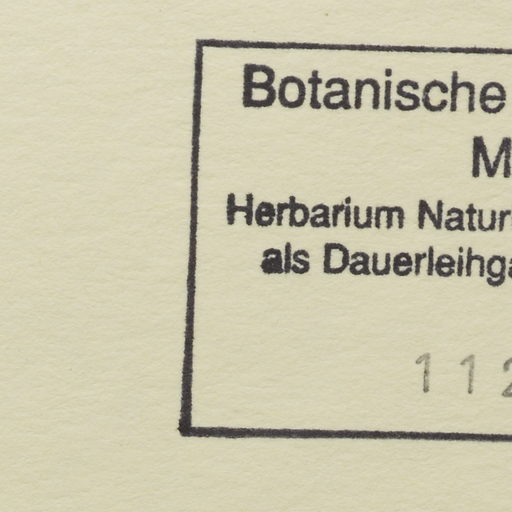 Botanische
M
Herbarium Natur
als Dauerleihga
112